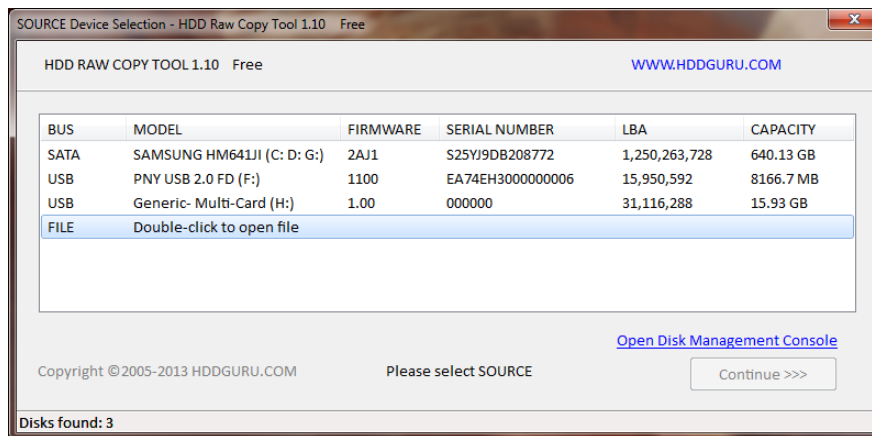 SOURCE Device Selection - HDD Raw Copy Tool 1.10   Free
HDD RAW COPY TOOL 1.10   Free   WWW.HDDGURU.COM
BUS   MODEL   FIRMWARE   SERIAL NUMBER   LBA   CAPACITY
SATA   SAMSUNG HM641JI (C: D: G:)   2AJ1   S25YJ9DB208772   1,250,263,728   640.13 GB
USB   PNY USB 2.0 FD (F:)   1100   EA74EH3000000006   15,950,592   8166.7 MB
USB   Generic- Multi-Card (H:)   1.00   000000   31,116,288   15.93 GB
FILE   Double-click to open file
Open Disk Management Console
Copyright ©2005-2013 HDDGURU.COM   Please select SOURCE   Continue >>>
Disks found: 3